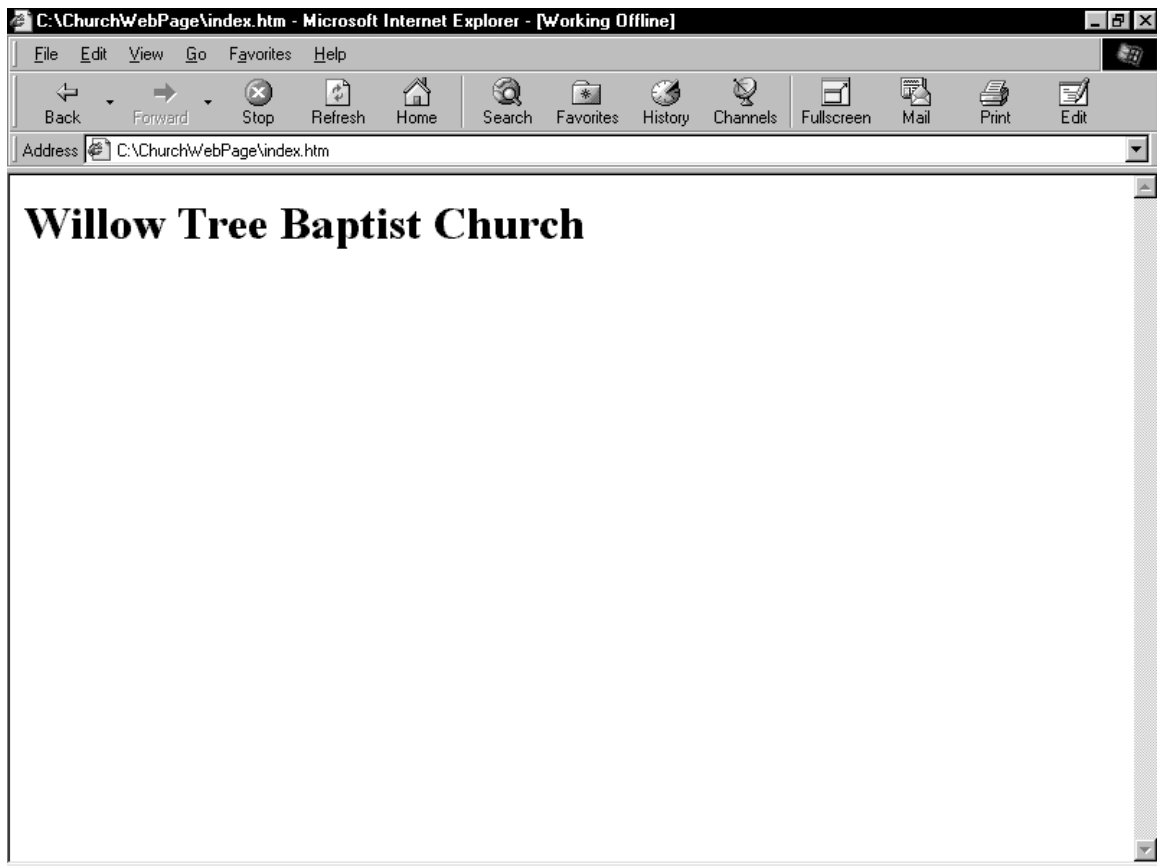 C:\ChurchWebPage\index.htm - Microsoft Internet Explorer - [Working Offline]
File Edit View Go Favorites Help
Back Forward Stop Refresh Home Search Favorites History Channels Fullscreen Mail Print Edit
Address C:\ChurchWebPage\index.htm
Willow Tree Baptist Church